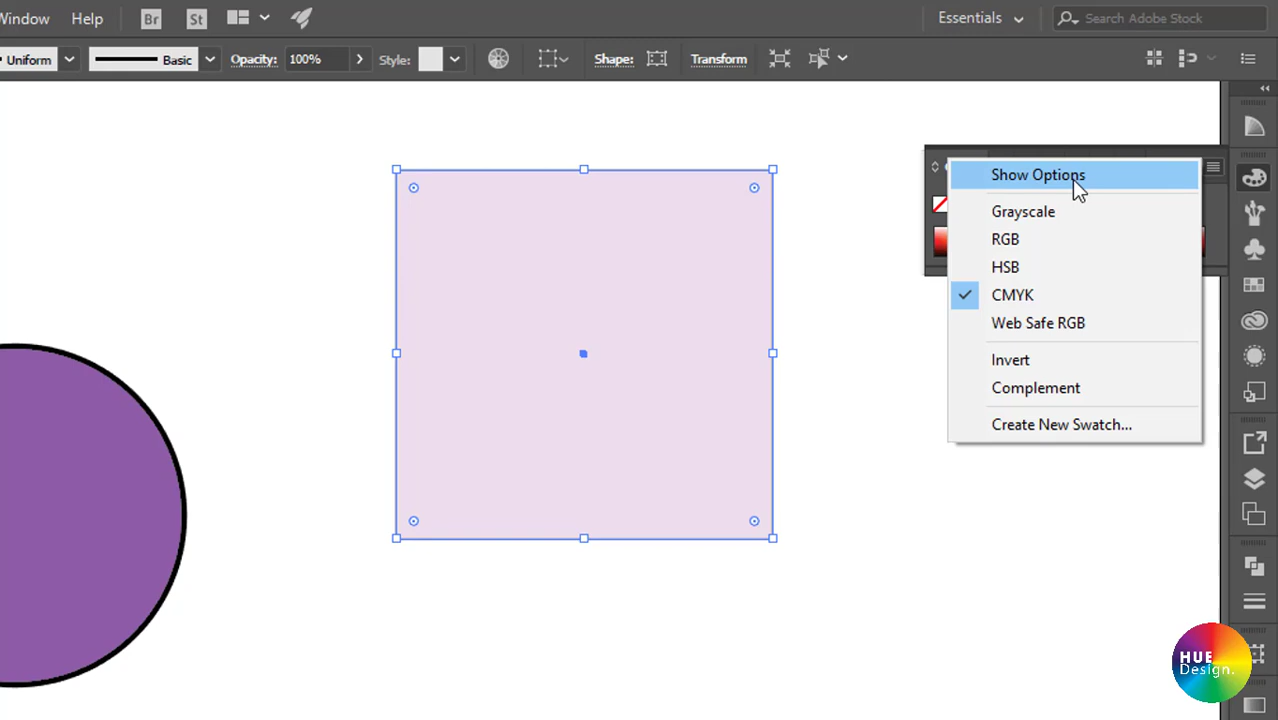 Window Help Br St Essentials Search Adobe Stock
Uniform Basic Opacity: 100% Style: Shape: Transform
Show Options
Grayscale
RGB
HSB
CMYK
Web Safe RGB
Invert
Complement
Create New Swatch...
HUE
Design.